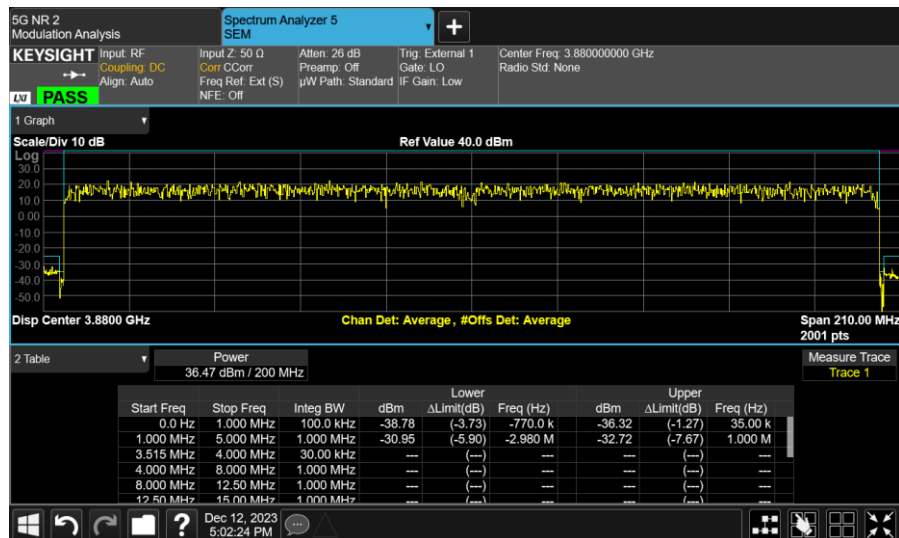 5G NR 2
Modulation Analysis
Spectrum Analyzer 5
SEM
KEYSIGHT
Input: RF
Coupling: DC
Align: Auto
Input Z: 50 Ω
Corr CCorr
Freq Ref: Ext (S)
NFE: Off
Atten: 26 dB
Preamp: Off
µW Path: Standard
Trig: External 1
Gate: LO
IF Gain: Low
Center Freq: 3.880000000 GHz
Radio Std: None
LXI PASS
1 Graph
Scale/Div 10 dB Ref Value 40.0 dBm
Log
30.0
20.0
10.0
0.00
-10.0
-20.0
-30.0
-40.0
-50.0
Disp Center 3.8800 GHz Chan Det: Average, #Offs Det: Average Span 210.00 MHz
2001 pts
2 Table
Power
36.47 dBm / 200 MHz
Measure Trace
Trace 1
Lower Upper
Start Freq Stop Freq Integ BW dBm ΔLimit(dB) Freq (Hz) dBm ΔLimit(dB) Freq (Hz)
0.0 Hz 1.000 MHz 100.0 kHz -38.78 (-3.73) -770.0 k -36.32 (-1.27) 35.00 k
1.000 MHz 5.000 MHz 1.000 MHz -30.95 (-5.90) -2.980 M -32.72 (-7.67) 1.000 M
3.515 MHz 4.000 MHz 30.00 kHz --- (---) --- --- (---) ---
4.000 MHz 8.000 MHz 1.000 MHz --- (---) --- --- (---) ---
8.000 MHz 12.50 MHz 1.000 MHz --- (---) --- --- (---) ---
12.50 MHz 15.00 MHz 1.000 MHz --- (---) --- --- (---) ---
Dec 12, 2023
5:02:24 PM